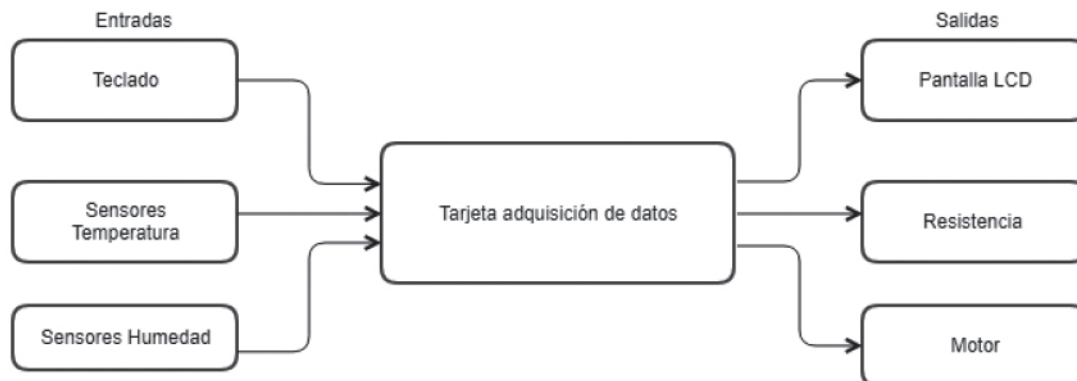 Entradas
Salidas
Teclado
Pantalla LCD
Sensores
Temperatura
Tarjeta adquisición de datos
Resistencia
Sensores Humedad
Motor